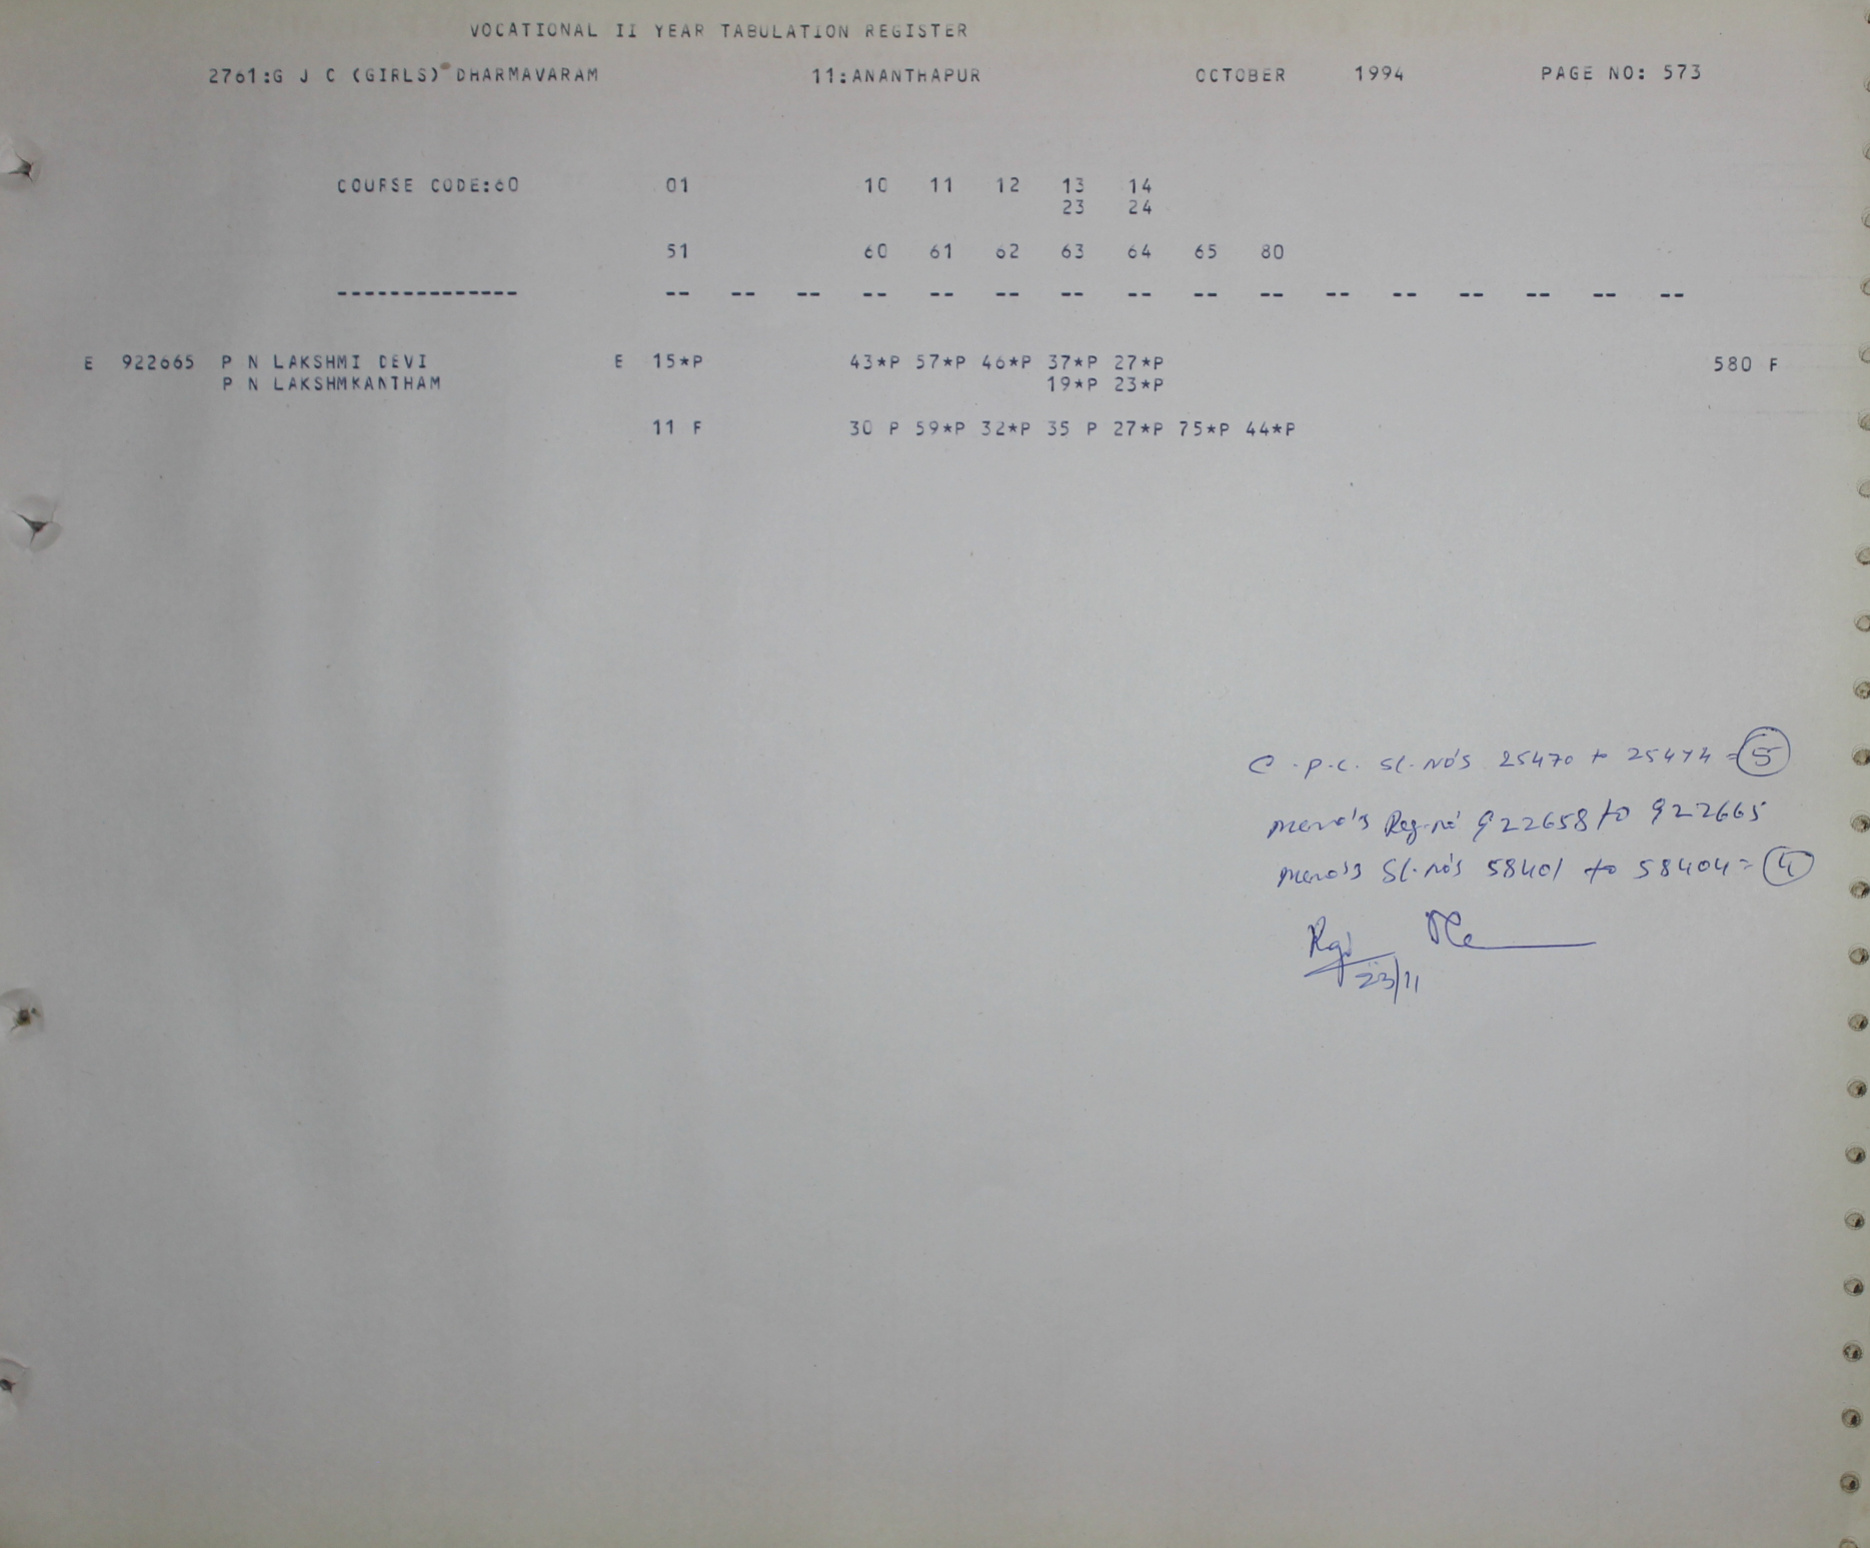 VOCATIONAL II YEAR TABULATION REGISTER
2761:G J C (GIRLS) DHARMAVARAM 11:ANANTHAPUR OCTOBER 1994 PAGE NO: 573
COURSE CODE:60 01 10 11 12 13 14
23 24
51 60 61 62 63 64 65 80
-------------- -- -- -- -- -- -- -- -- -- -- -- -- -- -- -- --
E 922665 P N LAKSHMI DEVI E 15*P 43*P 57*P 46*P 37*P 27*P 580 F
P N LAKSHMKANTHAM 19*P 23*P
11 F 30 P 59*P 32*P 35 P 27*P 75*P 44*P
P.C. Sl. No's 25470 to 25474 = 5
memo's Reg. no' 922658 to 922665
memo's Sl. no's 58401 to 58404 = 4
23/11